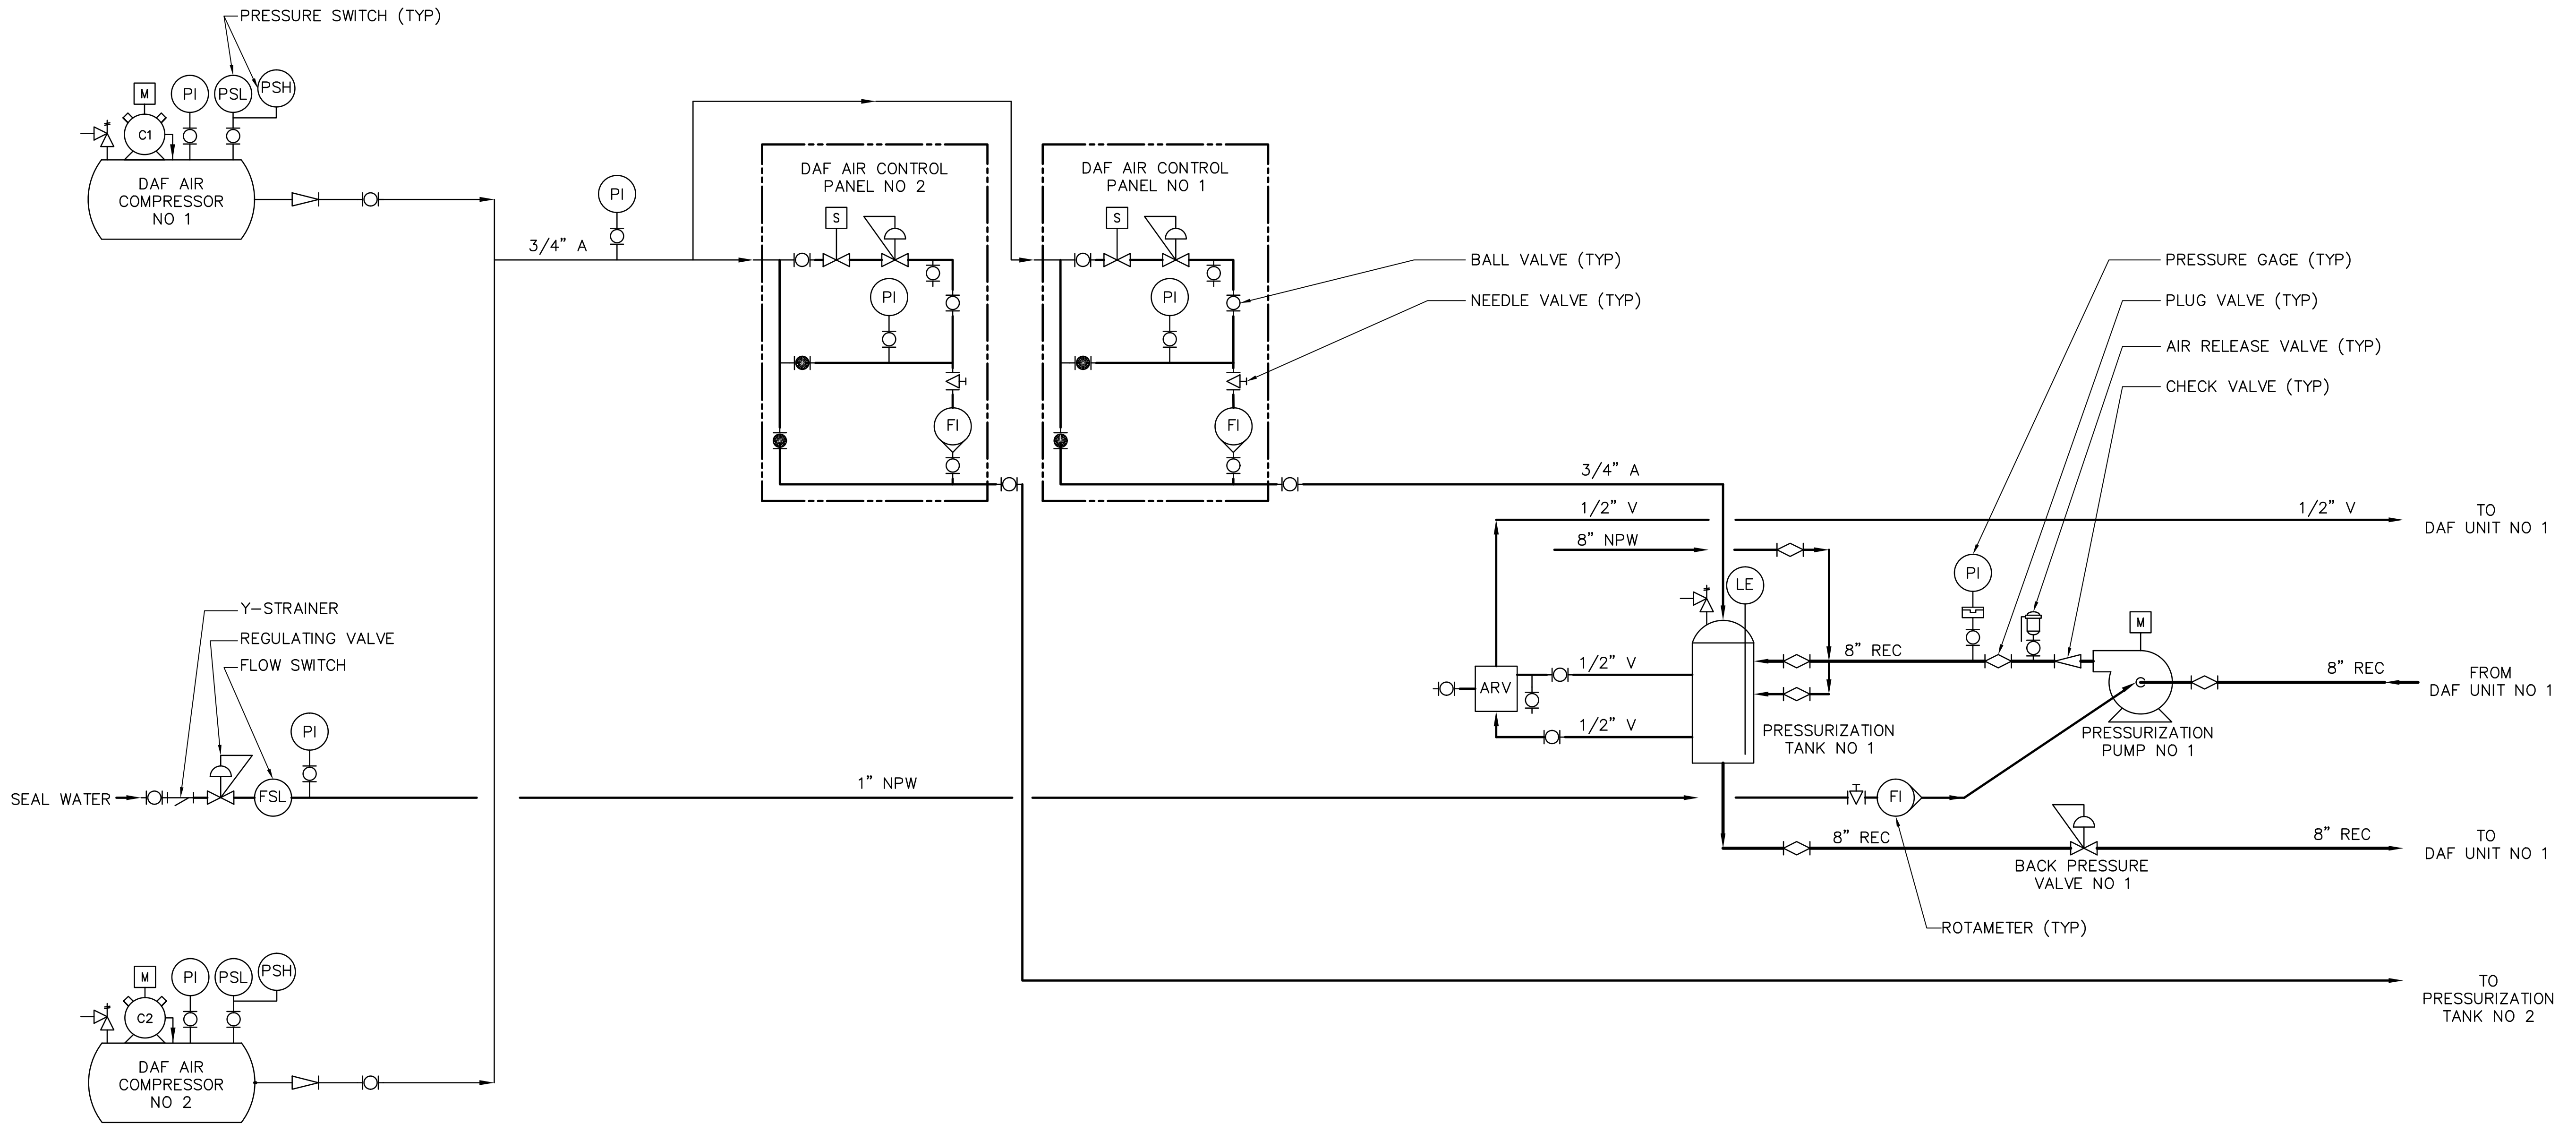 PRESSURE SWITCH (TYP)
M
PI
PSL
PSH
C1
DAF AIR
COMPRESSOR
NO 1
3/4" A
PI
DAF AIR CONTROL
PANEL NO 2
S
PI
FI
DAF AIR CONTROL
PANEL NO 1
S
PI
FI
BALL VALVE (TYP)
NEEDLE VALVE (TYP)
PRESSURE GAGE (TYP)
PLUG VALVE (TYP)
AIR RELEASE VALVE (TYP)
CHECK VALVE (TYP)
3/4" A
1/2" V
1/2" V
TO
DAF UNIT NO 1
8" NPW
LE
PI
M
8" REC
8" REC
FROM
DAF UNIT NO 1
1/2" V
ARV
1/2" V
PRESSURIZATION
TANK NO 1
PRESSURIZATION
PUMP NO 1
Y-STRAINER
REGULATING VALVE
FLOW SWITCH
PI
SEAL WATER
FSL
1" NPW
FI
8" REC
8" REC
TO
DAF UNIT NO 1
BACK PRESSURE
VALVE NO 1
ROTAMETER (TYP)
M
PI
PSL
PSH
C2
DAF AIR
COMPRESSOR
NO 2
TO
PRESSURIZATION
TANK NO 2